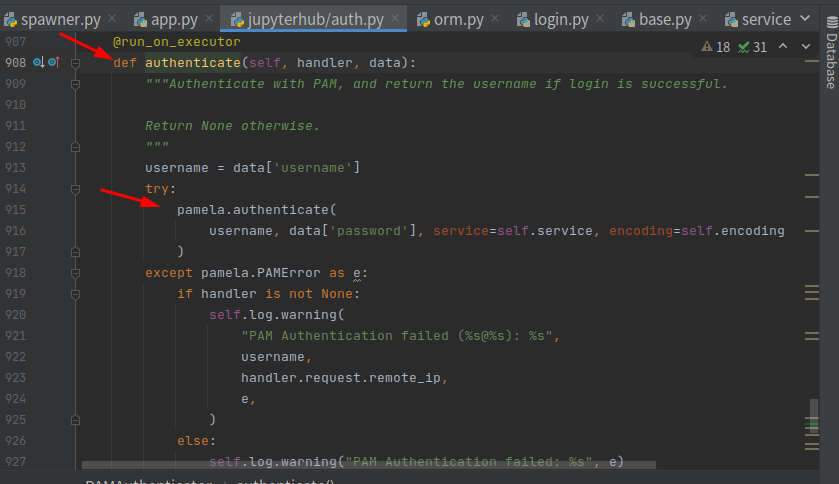 spawner.py app.py jupyterhub/auth.py orm.py login.py base.py service
907 @run_on_executor
18 31
908 def authenticate(self, handler, data):
909 """Authenticate with PAM, and return the username if login is successful.
910
911 Return None otherwise.
912 """
913 username = data['username']
914 try:
915 pamela.authenticate(
916 username, data['password'], service=self.service, encoding=self.encoding
917 )
918 except pamela.PAMError as e:
919 if handler is not None:
920 self.log.warning(
921 "PAM Authentication failed (%s@%s): %s",
922 username,
923 handler.request.remote_ip,
924 e,
925 )
926 else:
927 self.log.warning("PAM Authentication failed: %s", e)
PAMAuthenticator authenticate()
Database